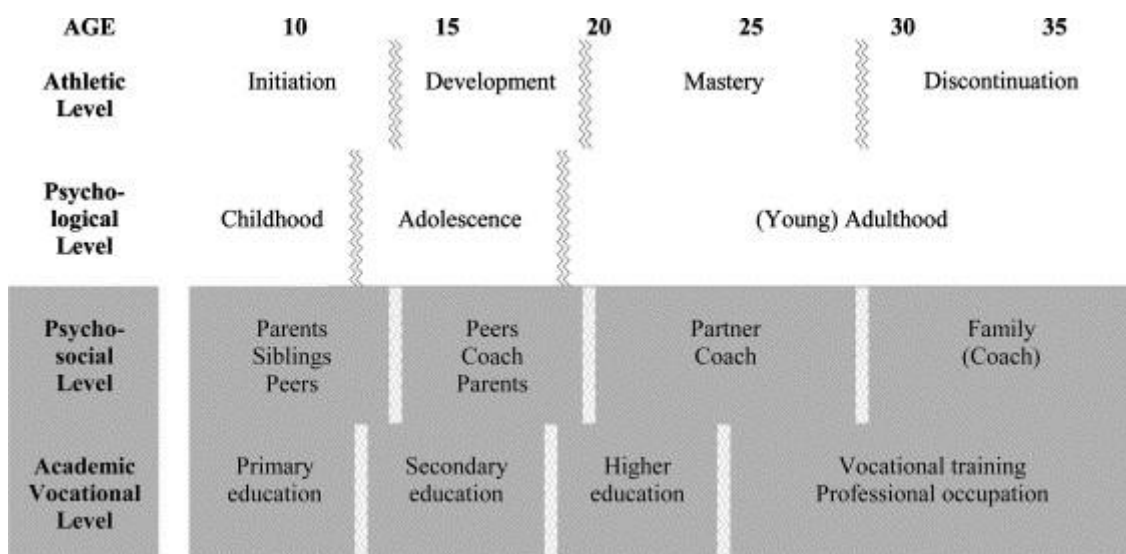 AGE 10 15 20 25 30 35
Athletic Level Initiation Development Mastery Discontinuation
Psycho-
logical
Level
Childhood Adolescence (Young) Adulthood
Psycho-
social
Level
Parents
Siblings
Peers
Peers
Coach
Parents
Partner
Coach
Family
(Coach)
Academic
Vocational
Level
Primary
education
Secondary
education
Higher
education
Vocational training
Professional occupation